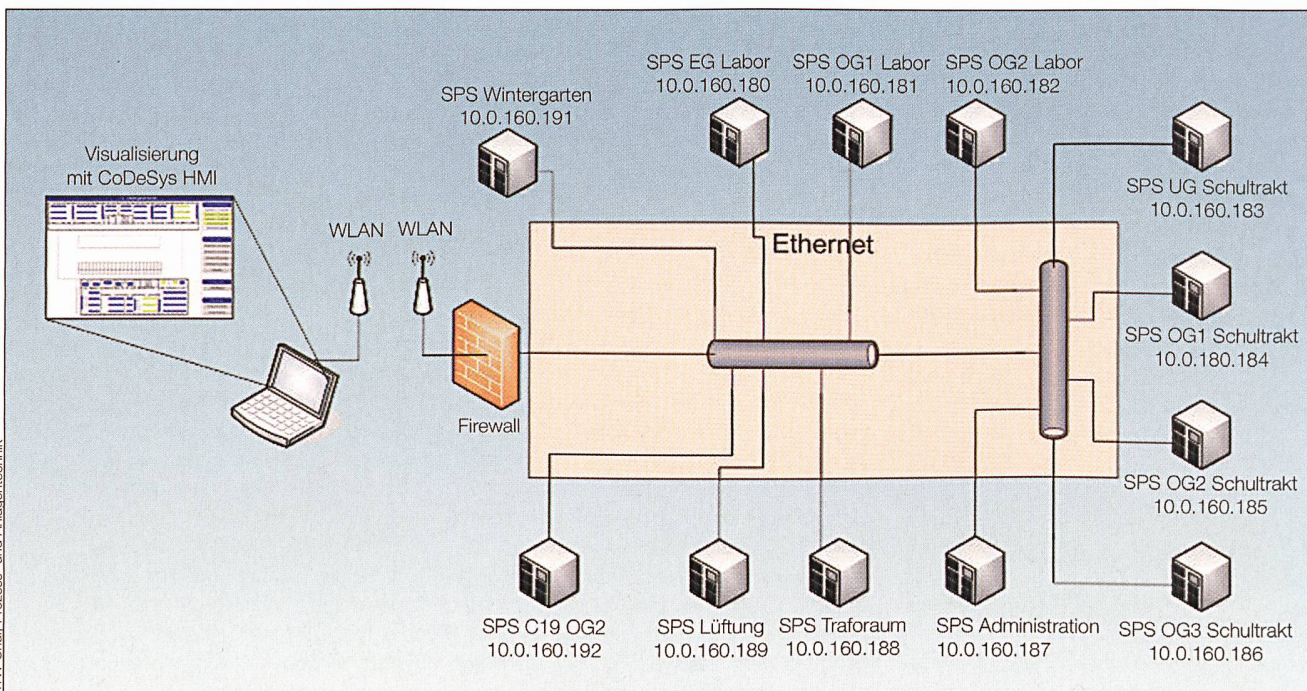 SPS EG Labor
10.0.160.180
SPS OG1 Labor
10.0.160.181
SPS OG2 Labor
10.0.160.182
SPS Wintergarten
10.0.160.191
Visualisierung
mit CoDeSys HMI
WLAN
WLAN
Ethernet
SPS UG Schultrakt
10.0.160.183
SPS OG1 Schultrakt
10.0.180.184
Firewall
SPS OG2 Schultrakt
10.0.160.185
SPS C19 OG2
10.0.160.192
SPS Lüftung
10.0.160.189
SPS Traforaum
10.0.160.188
SPS Administration
10.0.160.187
SPS OG3 Schultrakt
10.0.160.186